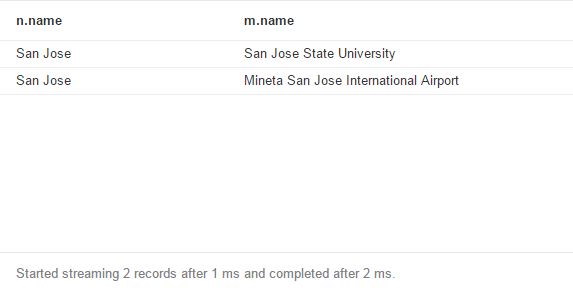 n.name m.name
San Jose San Jose State University
San Jose Mineta San Jose International Airport
Started streaming 2 records after 1 ms and completed after 2 ms.